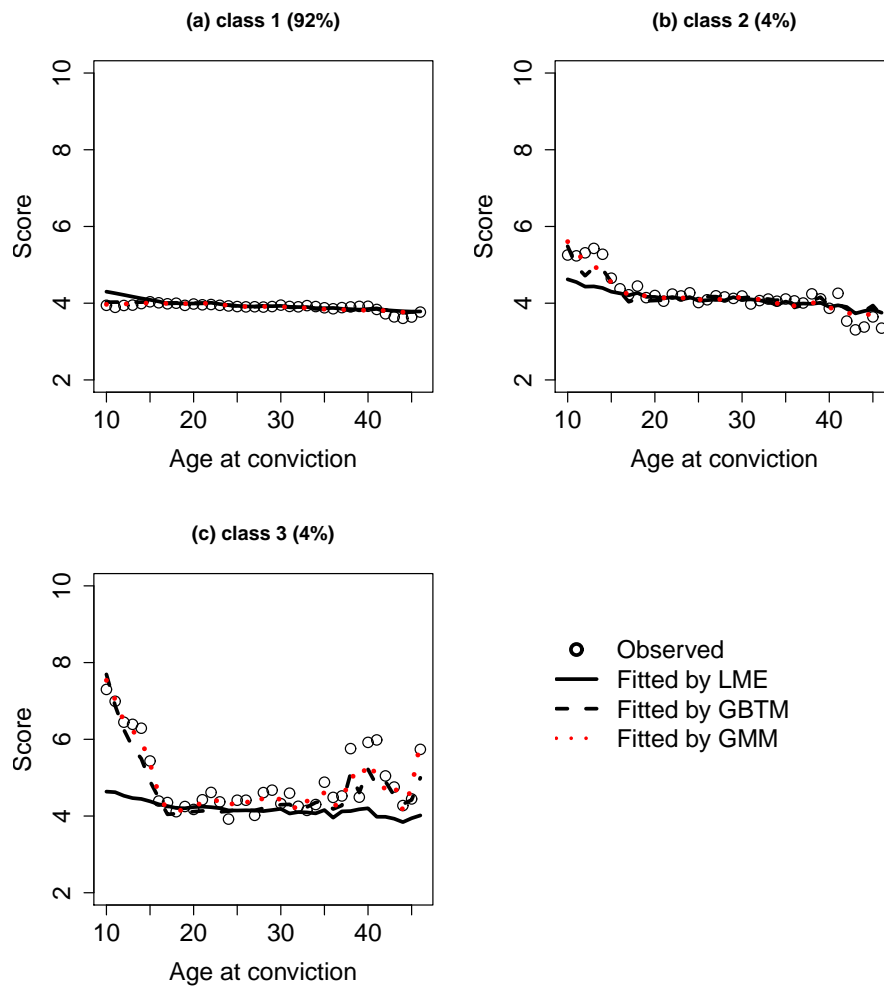 (a) class 1 (92%)
10
8
6
4
2
Score
10 20 30 40
Age at conviction
(b) class 2 (4%)
10
8
6
4
2
Score
10 20 30 40
Age at conviction
(c) class 3 (4%)
10
8
6
4
2
Score
10 20 30 40
Age at conviction
Observed
Fitted by LME
Fitted by GBTM
Fitted by GMM